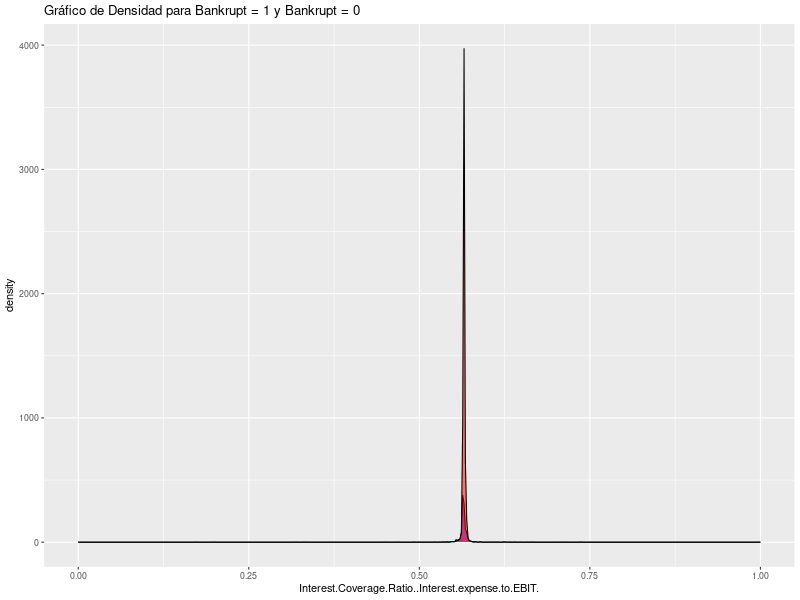 Gráfico de Densidad para Bankrupt = 1 y Bankrupt = 0
4000
3000
density
2000
1000
0
0.00 0.25 0.50 0.75 1.00
Interest.Coverage.Ratio..Interest.expense.to.EBIT.